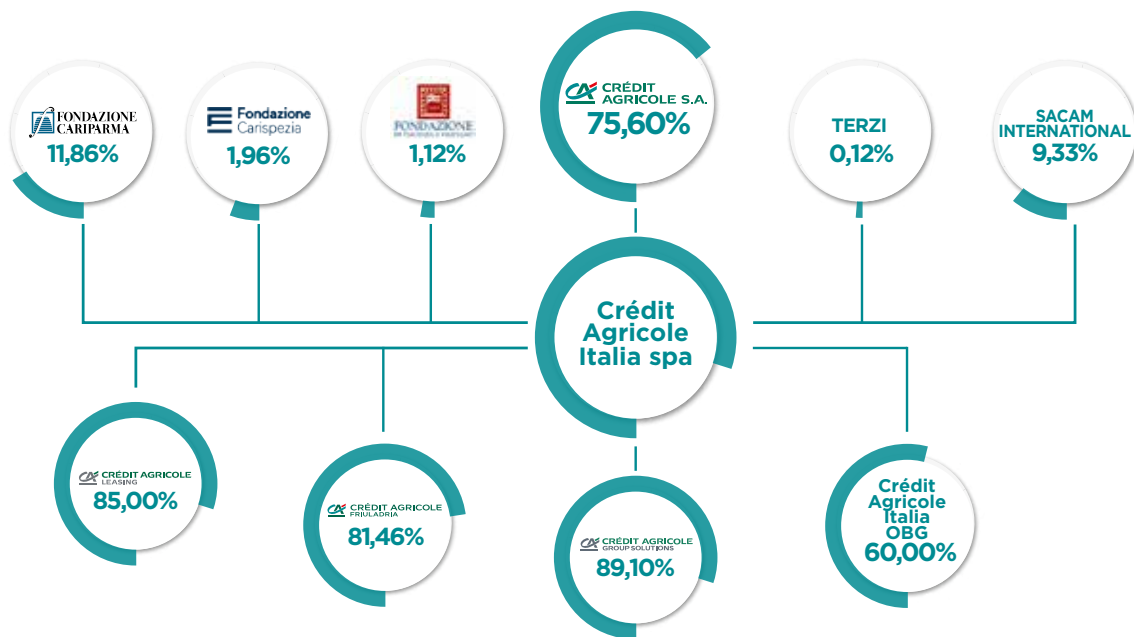 FONDAZIONE
CARIPARMA
11,86%
Fondazione
Carispezia
1,96%
FONDAZIONE
1,12%
CRÉDIT
AGRICOLE S.A.
75,60%
TERZI
0,12%
SACAM
INTERNATIONAL
9,33%
Crédit
Agricole
Italia spa
CRÉDIT AGRICOLE
LEASING
85,00%
CRÉDIT AGRICOLE
FRIULADRIA
81,46%
CRÉDIT AGRICOLE
GROUP SOLUTIONS
89,10%
Crédit
Agricole
Italia
OBG
60,00%